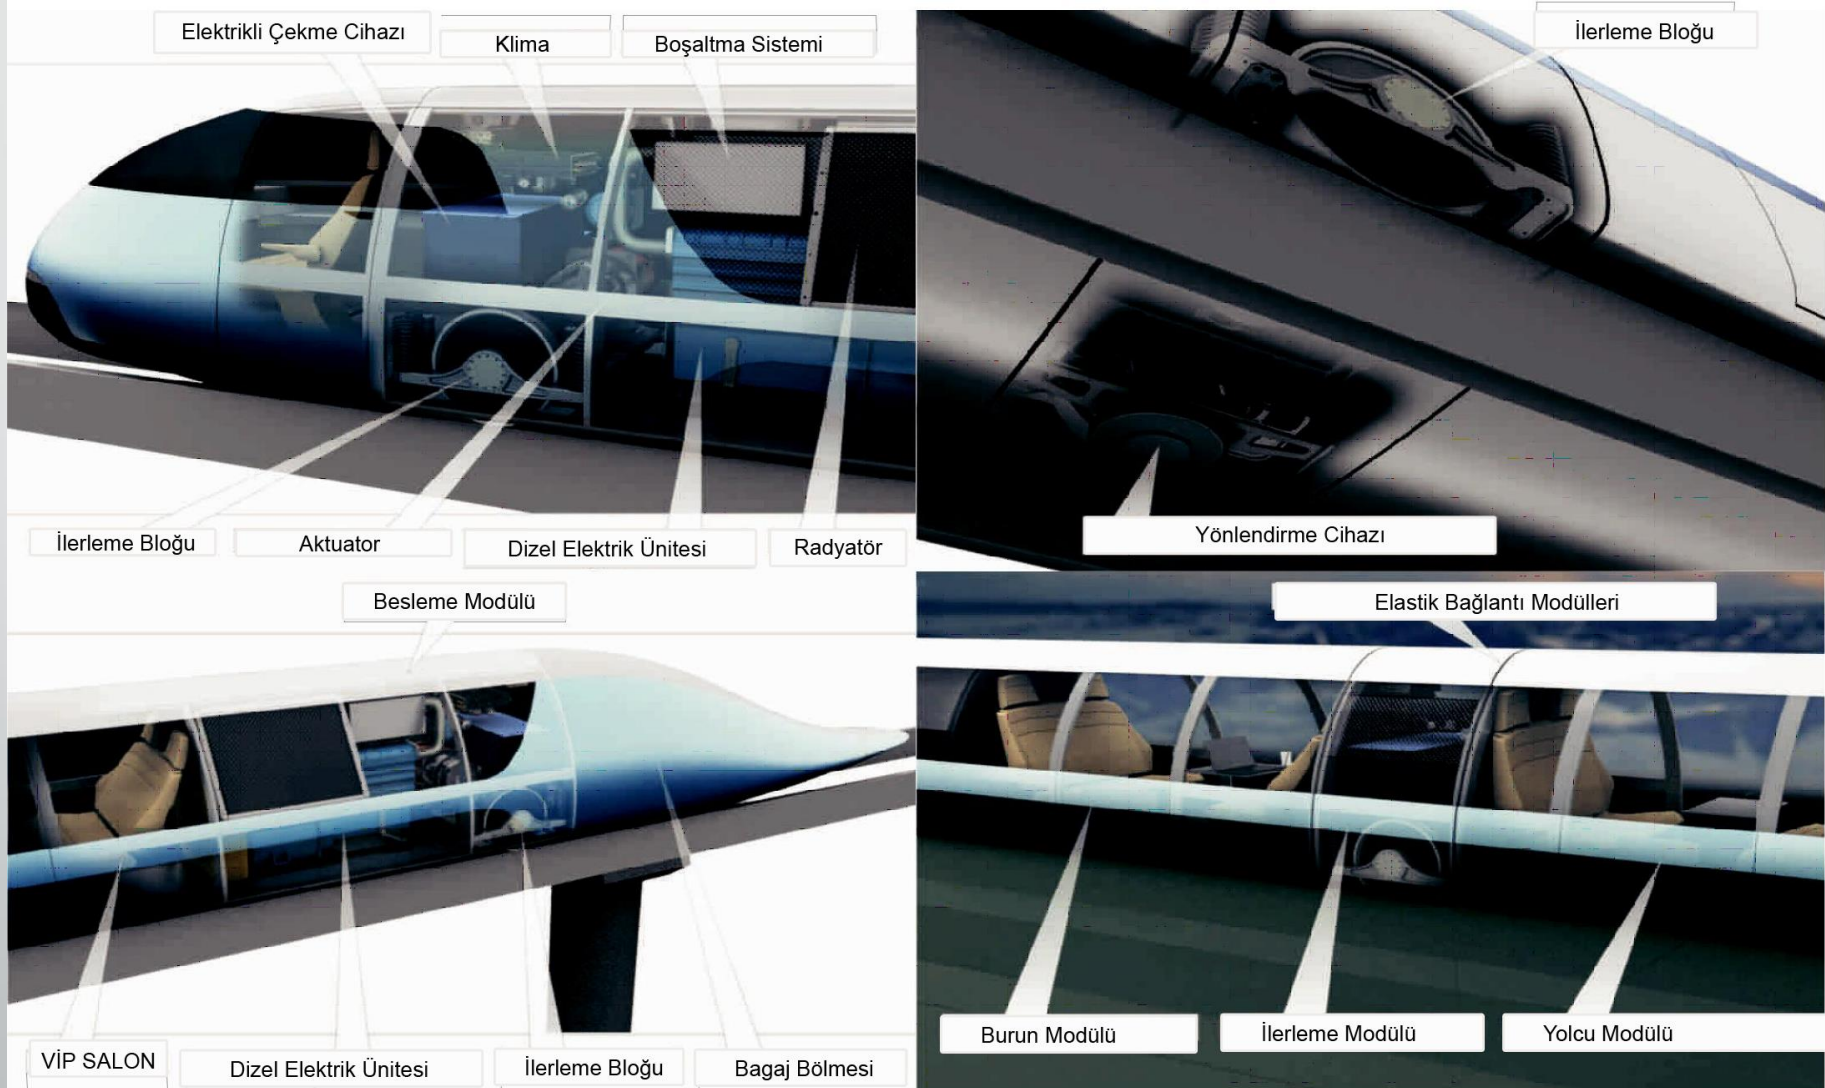 Elektrikli Çekme Cihazı
Klima
Boşaltma Sistemi
İlerleme Bloğu
Aktuator
Dizel Elektrik Ünitesi
Radyatör
İlerleme Bloğu
Yönlendirme Cihazı
Besleme Modülü
VİP SALON
Dizel Elektrik Ünitesi
İlerleme Bloğu
Bagaj Bölmesi
Elastik Bağlantı Modülleri
Burun Modülü
İlerleme Modülü
Yolcu Modülü